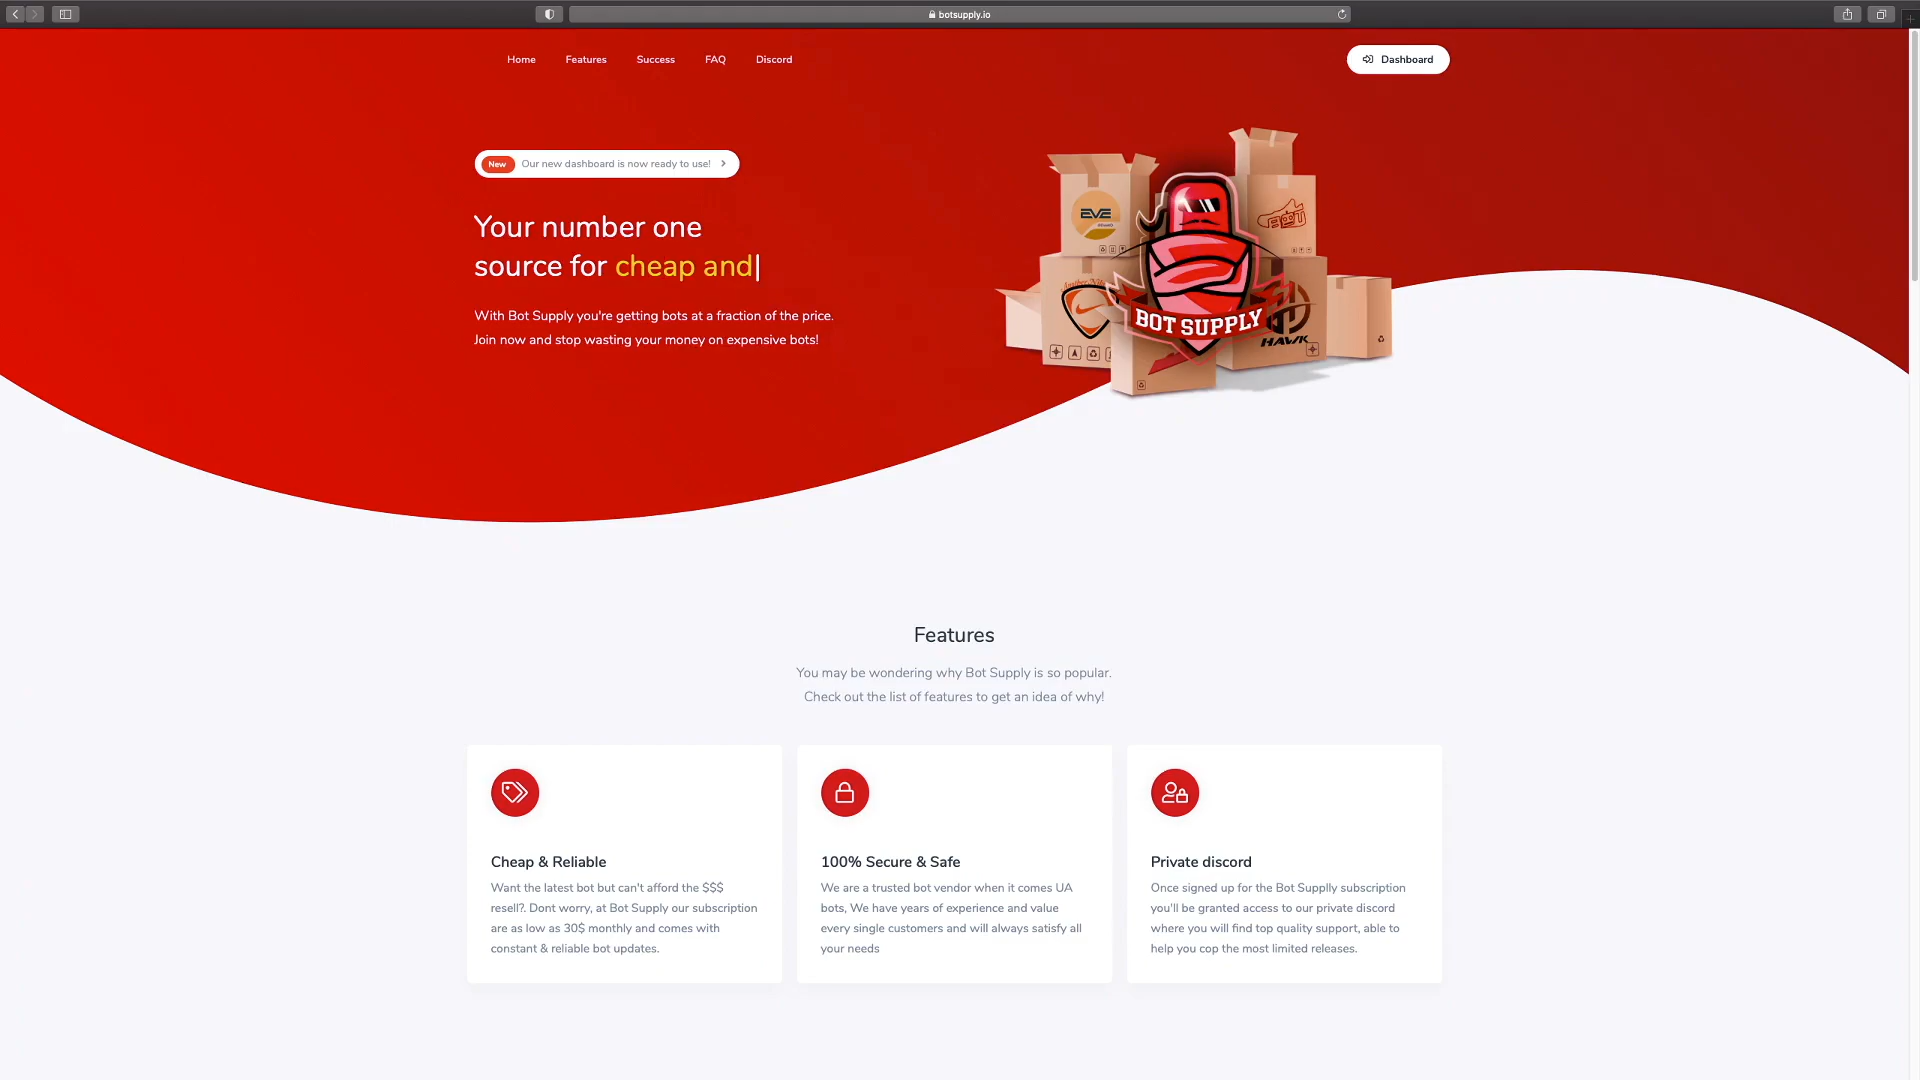 botsupply.io
Home Features Success FAQ Discord Dashboard
New Our new dashboard is now ready to use!
Your number one
source for cheap and
With Bot Supply you're getting bots at a fraction of the price.
Join now and stop wasting your money on expensive bots!
EVE
BOT SUPPLY
HAWK
Features
You may be wondering why Bot Supply is so popular.
Check out the list of features to get an idea of why!
Cheap & Reliable
Want the latest bot but can't afford the $$$
resell?. Dont worry, at Bot Supply our subscription
are as low as 30$ monthly and comes with
constant & reliable bot updates.
100% Secure & Safe
We are a trusted bot vendor when it comes UA
bots, We have years of experience and value
every single customers and will always satisfy all
your needs
Private discord
Once signed up for the Bot Supplly subscription
you'll be granted access to our private discord
where you will find top quality support, able to
help you cop the most limited releases.